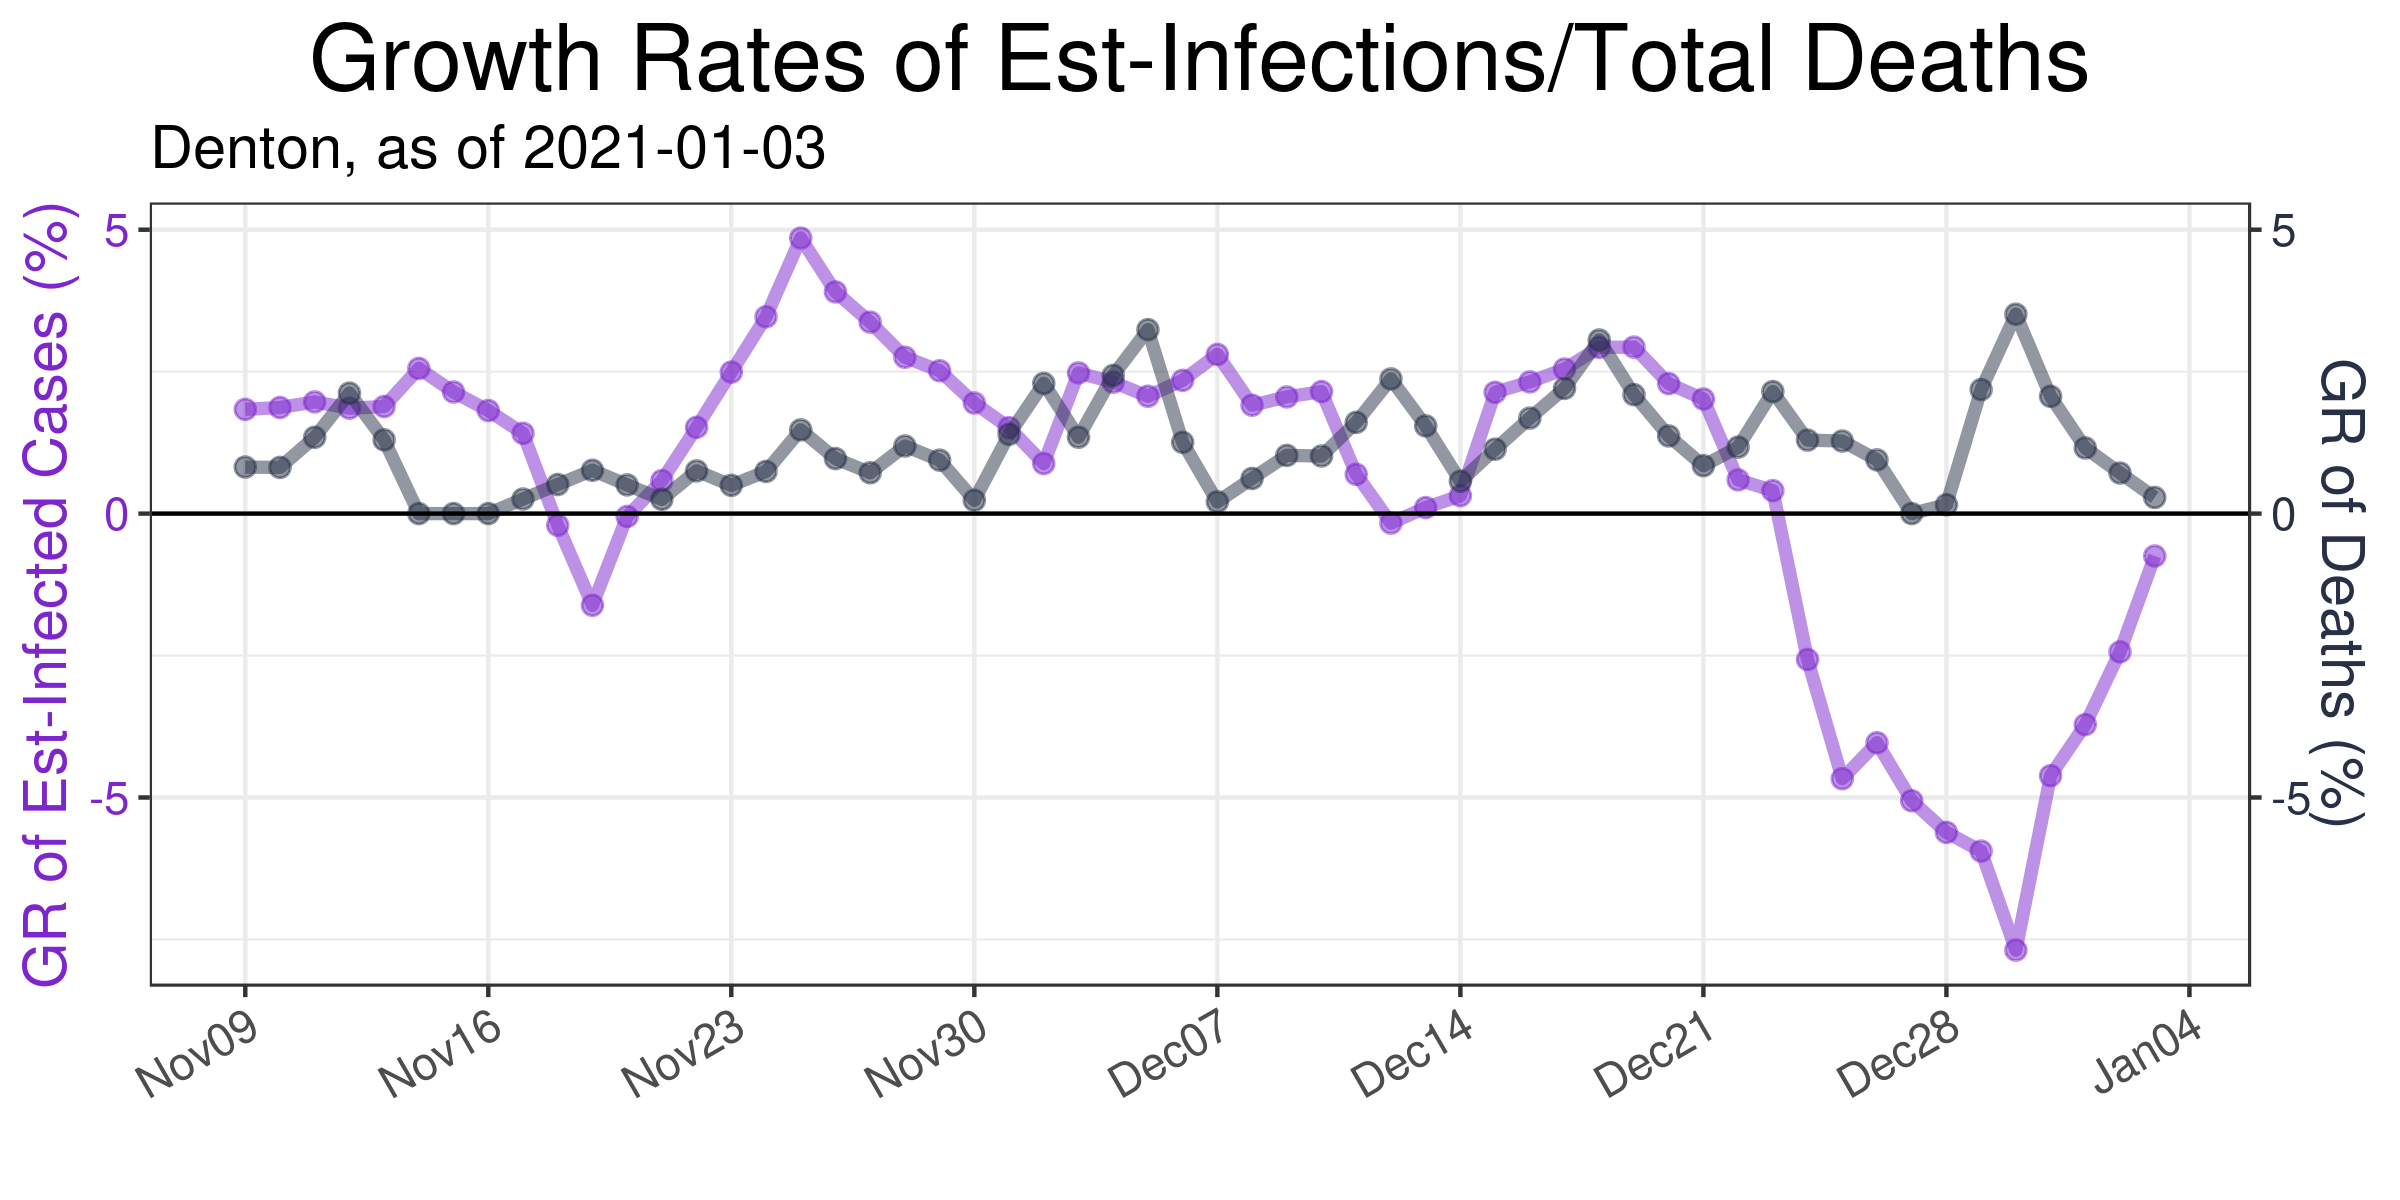 Growth Rates of Est-Infections/Total Deaths
Denton, as of 2021-01-03
GR of Est-Infected Cases (%)
5
0
-5
5
0
-5
GR of Deaths (%)
Nov09
Nov16
Nov23
Nov30
Dec07
Dec14
Dec21
Dec28
Jan04